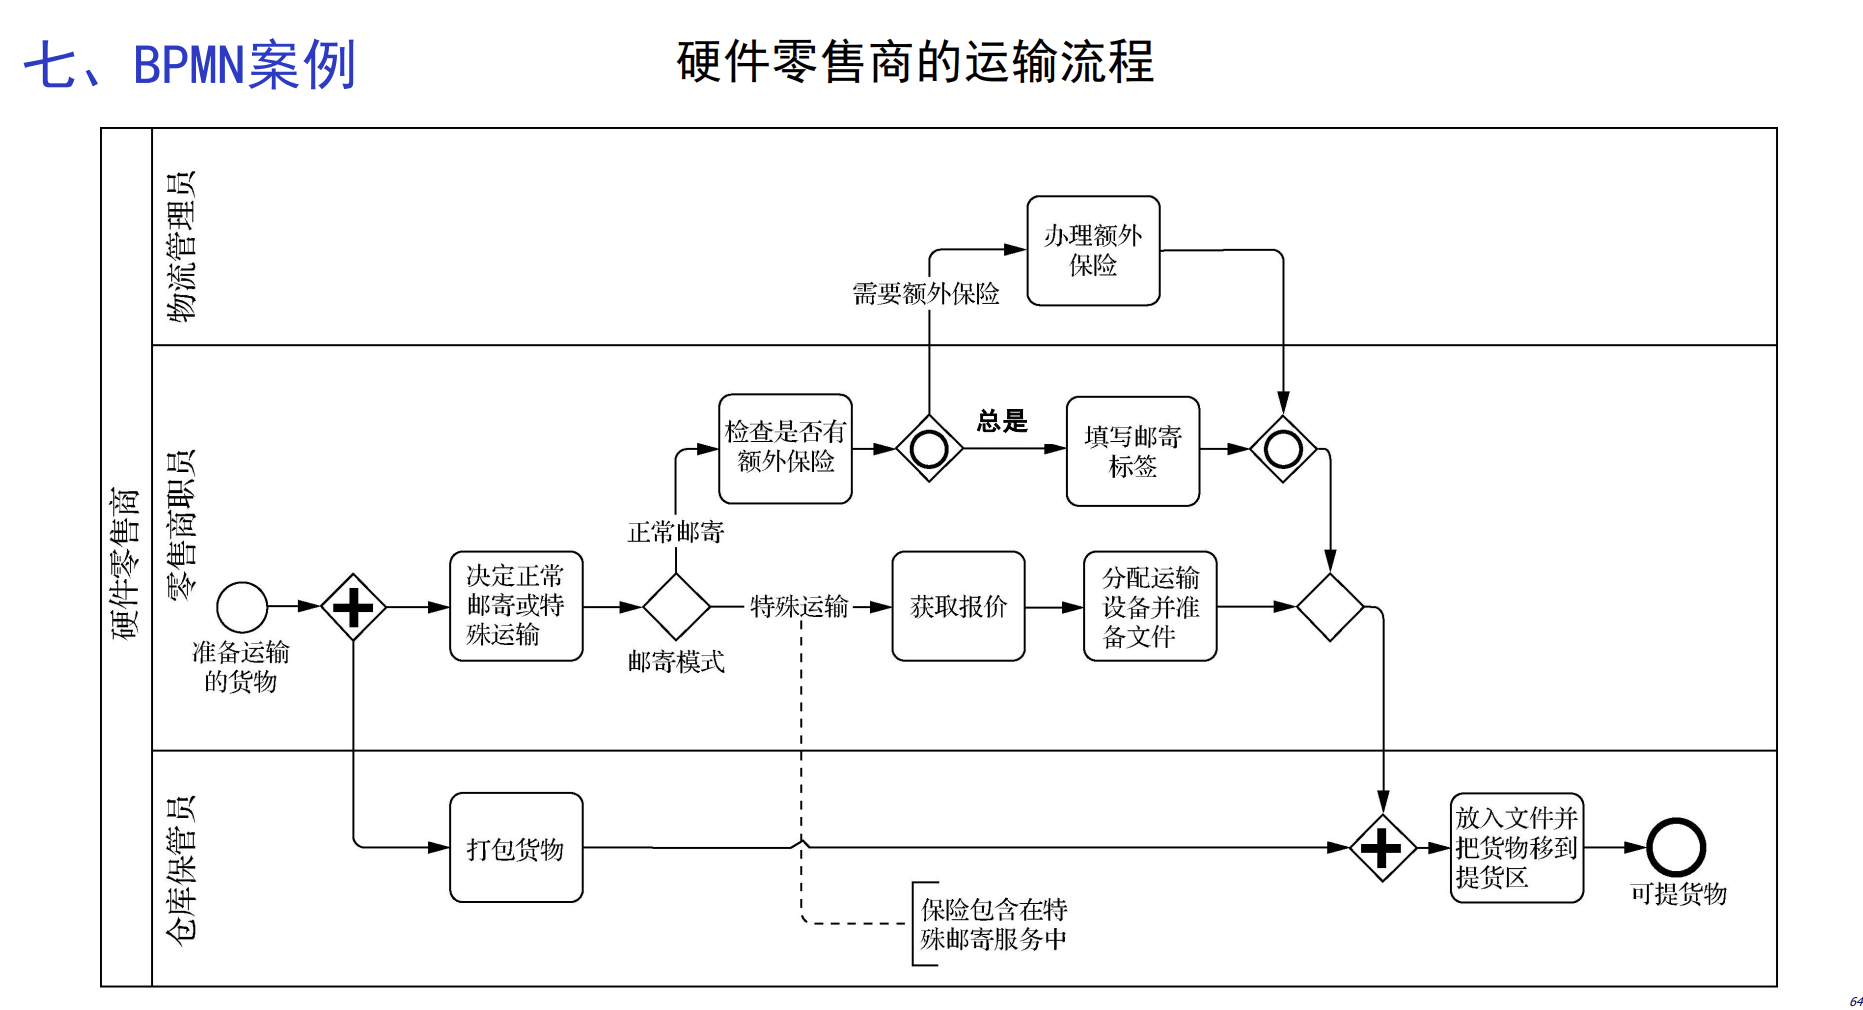 七、BPMN案例
硬件零售商的运输流程
硬件零售商
物流管理员
办理额外
保险
需要额外保险
零售商职员
检查是否有
额外保险
总是
填写邮寄
标签
正常邮寄
准备运输
的货物
决定正常
邮寄或特
殊运输
邮寄模式
特殊运输
获取报价
分配运输
设备并准
备文件
仓库保管员
打包货物
放入文件并
把货物移到
提货区
可提货物
保险包含在特
殊邮寄服务中
64